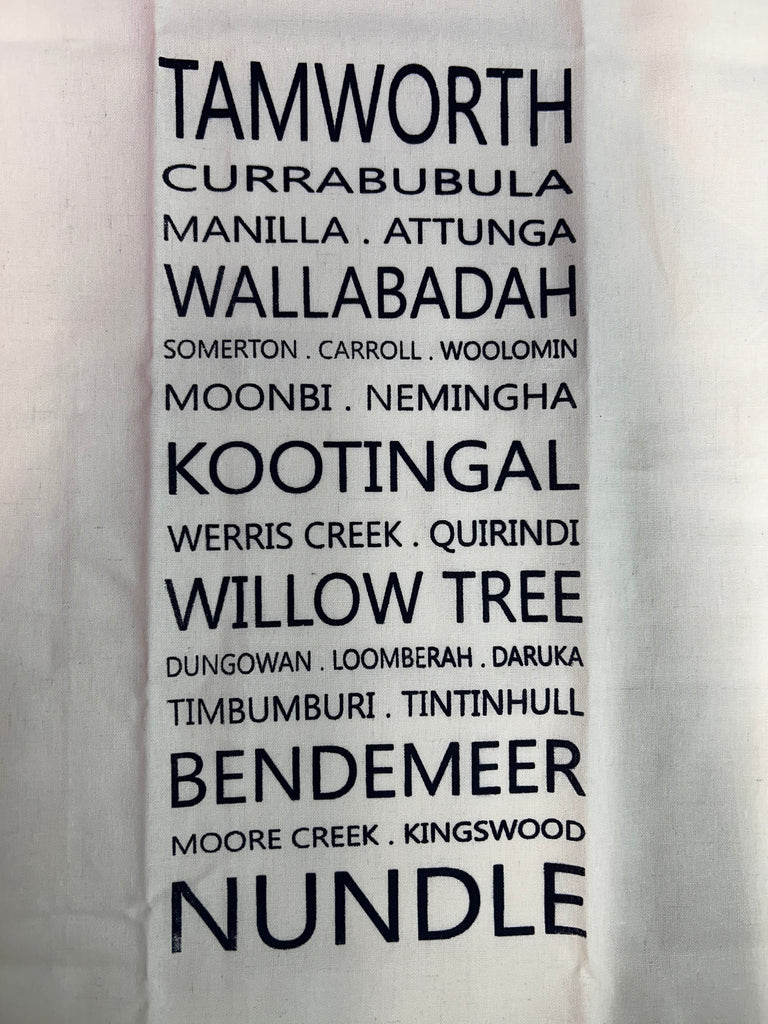 TAMWORTH
CURRABUBULA
MANILLA . ATTUNGA
WALLABADAH
SOMERTON . CARROLL . WOOLOMIN
MOONBI . NEMINGHA
KOOTINGAL
WERRIS CREEK . QUIRINDI
WILLOW TREE
DUNGOWAN . LOOMBERAH . DARUKA
TIMBUMBURI . TINTINHULL
BENDEMEER
MOORE CREEK . KINGSWOOD
NUNDLE